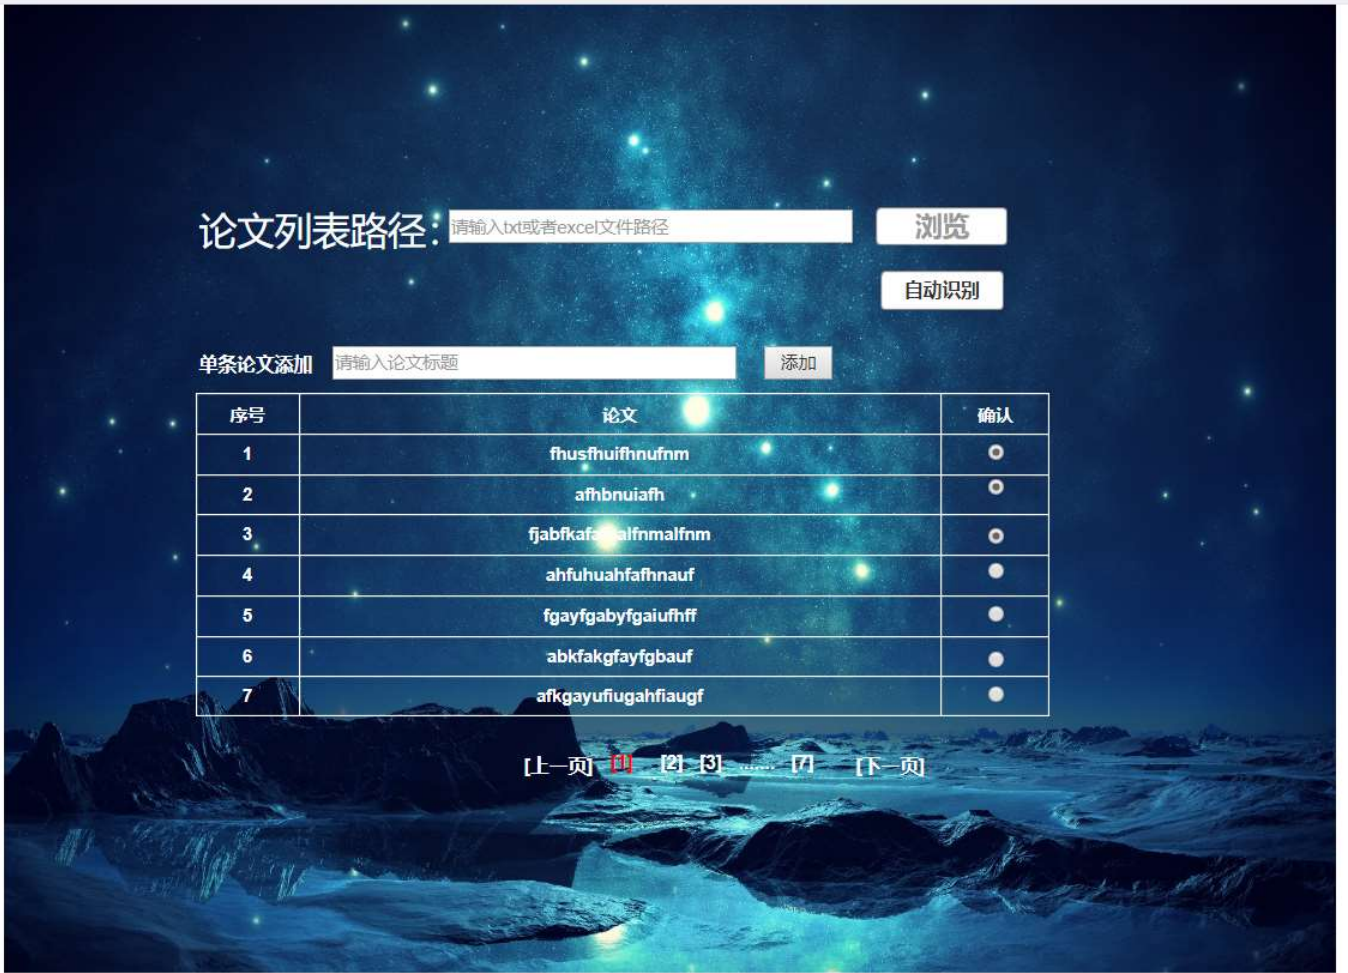 论文列表路径： 请输入txt或者excel文件路径 浏览
自动识别
单条论文添加 请输入论文标题 添加
序号 论文 确认
1 fhusfhuifhnufnm
2 afhbnuiafh
3
4 ahfuhuahfafhnauf
5 fgayfgabyfgaiufhff
6 abkfakgfayfgbauf
7 afkgayufiugahfiaugf
[上一页] [1] [2] [3] ....... [7] [下一页]